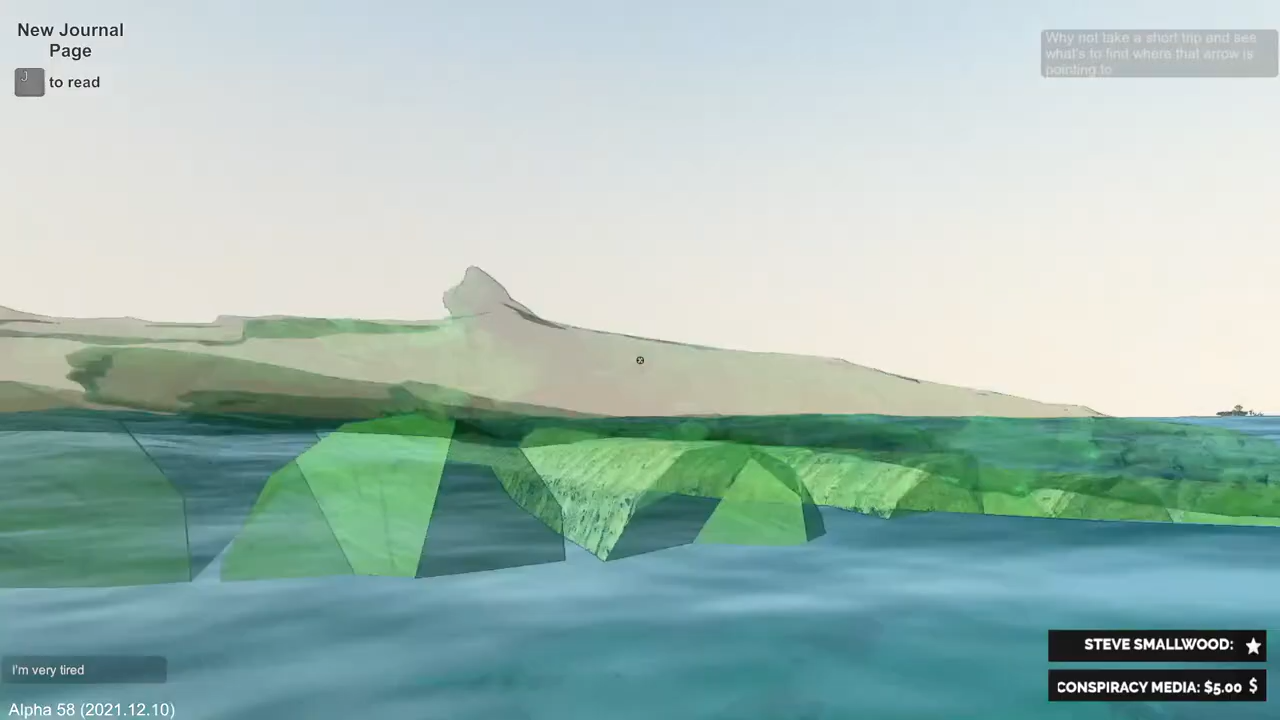 New Journal
Page
J
to read
Why not take a short trip and see
what's to find where that arrow is
pointing to
I'm very tired
Alpha 58 (2021.12.10)
STEVE SMALLWOOD:
CONSPIRACY MEDIA: $5.00 $